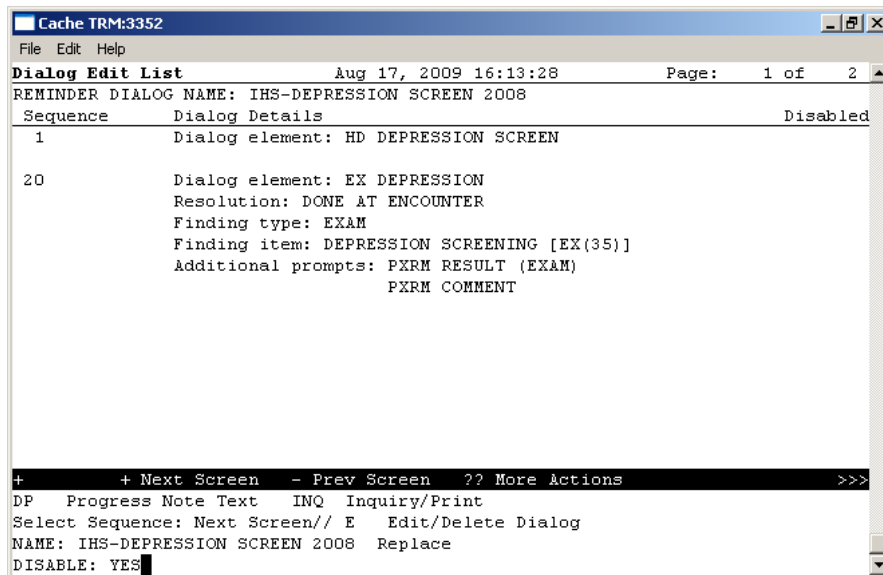 Cache TRM:3352
File Edit Help
Dialog Edit List Aug 17, 2009 16:13:28 Page: 1 of 2
REMINDER DIALOG NAME: IHS-DEPRESSION SCREEN 2008
Sequence Dialog Details Disabled
1 Dialog element: HD DEPRESSION SCREEN
20 Dialog element: EX DEPRESSION
Resolution: DONE AT ENCOUNTER
Finding type: EXAM
Finding item: DEPRESSION SCREENING [EX(35)]
Additional prompts: PXRM RESULT (EXAM)
PXRM COMMENT
+ + Next Screen - Prev Screen ?? More Actions >>>
DP Progress Note Text INQ Inquiry/Print
Select Sequence: Next Screen// E Edit/Delete Dialog
NAME: IHS-DEPRESSION SCREEN 2008 Replace
DISABLE: YES